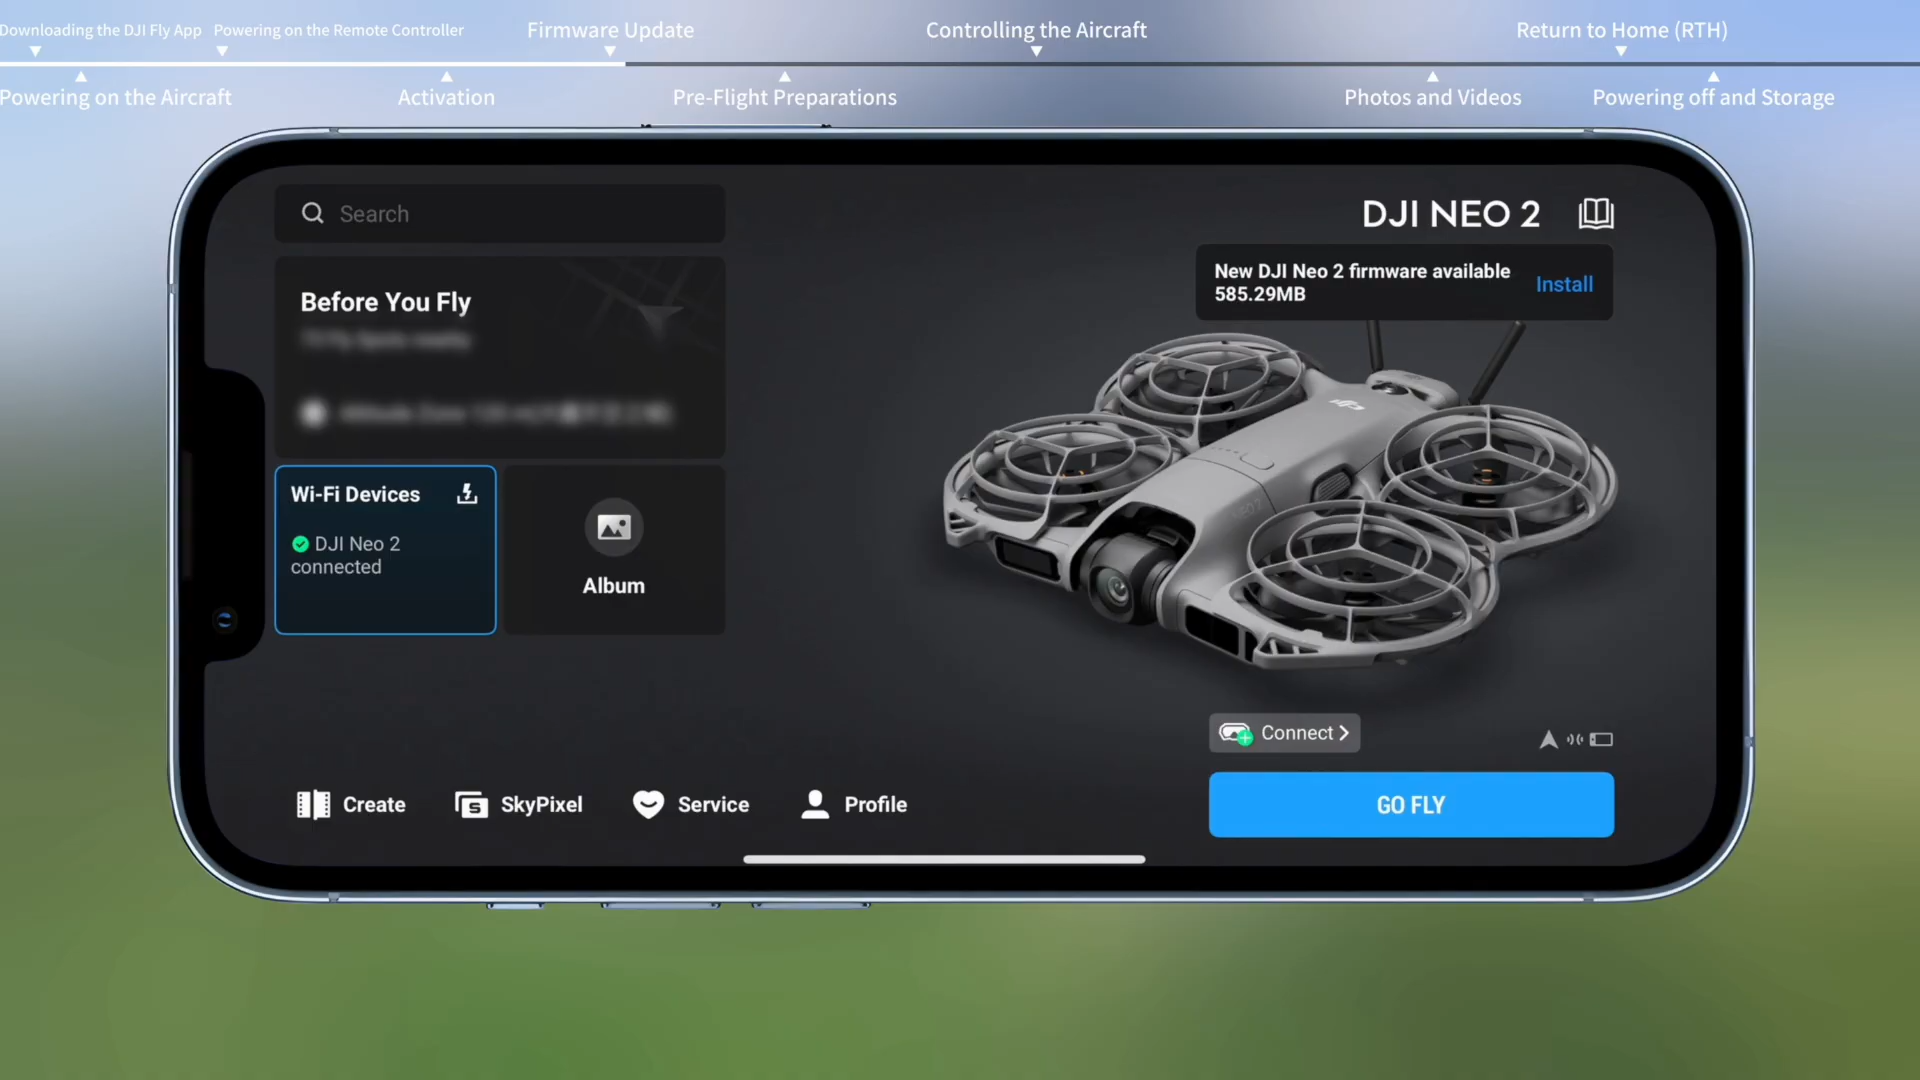 Downloading the DJI Fly App
Powering on the Remote Controller
Firmware Update
Controlling the Aircraft
Return to Home (RTH)
Powering on the Aircraft
Activation
Pre-Flight Preparations
Photos and Videos
Powering off and Storage
Search
DJI NEO 2
Before You Fly
New DJI Neo 2 firmware available
585.29MB
Install
Wi-Fi Devices
DJI Neo 2
connected
Album
dji
NEO 2
Connect
Create
SkyPixel
Service
Profile
GO FLY